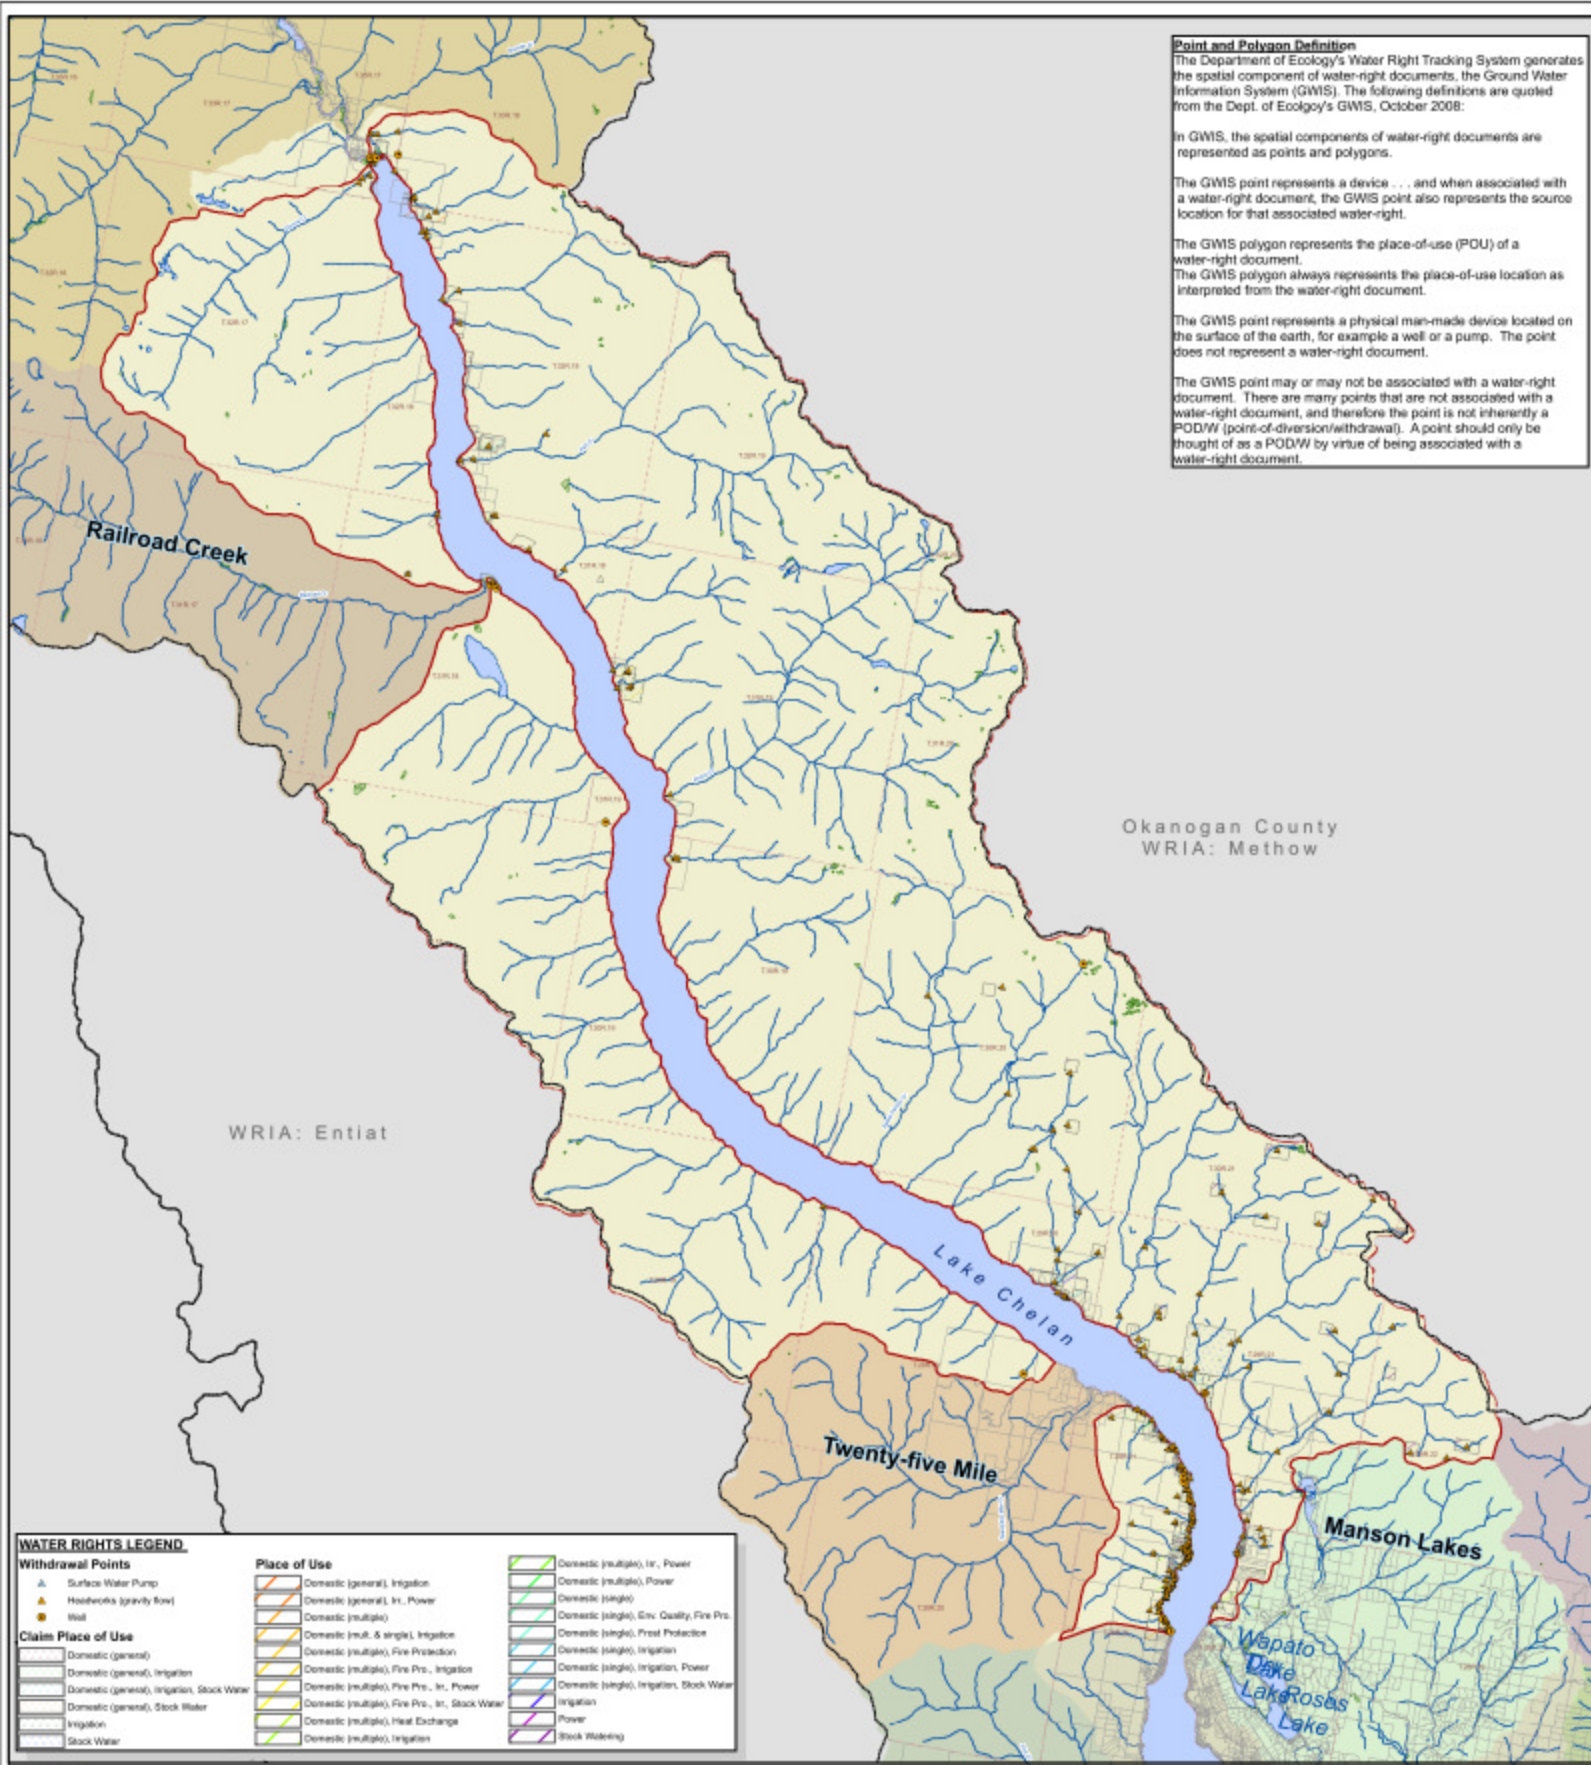 Point and Polygon Definition
The Department of Ecology's Water Right Tracking System generates
the spatial component of water-right documents, the Ground Water
Information System (GWIS). The following definitions are quoted
from the Dept. of Ecolgoy's GWIS, October 2008:
In GWIS, the spatial components of water-right documents are
represented as points and polygons.
The GWIS point represents a device . . . and when associated with
a water-right document, the GWIS point also represents the source
location for that associated water-right.
The GWIS polygon represents the place-of-use (POU) of a
water-right document.
The GWIS polygon always represents the place-of-use location as
interpreted from the water-right document.
The GWIS point represents a physical man-made device located on
the surface of the earth, for example a well or a pump. The point
does not represent a water-right document.
The GWIS point may or may not be associated with a water-right
document. There are many points that are not associated with a
water-right document, and therefore the point is not inherently a
POD/W (point-of-diversion/withdrawal). A point should only be
thought of as a POD/W by virtue of being associated with a
water-right document.
Railroad Creek
Okanogan County
WRIA: Methow
WRIA: Entiat
Lake Chelan
Twenty-five Mile
Manson Lakes
Wapato
Lake
Dry
Lake
Roses
Lake
WATER RIGHTS LEGEND
Withdrawal Points
Surface Water Pump
Headworks (gravity flow)
Well
Claim Place of Use
Domestic (general)
Domestic (general), Irrigation
Domestic (general), Irrigation, Stock Water
Domestic (general), Stock Water
Irrigation
Stock Water
Place of Use
Domestic (general), Irrigation
Domestic (general), Irr., Power
Domestic (multiple)
Domestic (mult. & single), Irrigation
Domestic (multiple), Fire Protection
Domestic (multiple), Fire Pro., Irrigation
Domestic (multiple), Fire Pro., Irr., Power
Domestic (multiple), Fire Pro., Irr., Stock Water
Domestic (multiple), Heat Exchange
Domestic (multiple), Irrigation
Domestic (multiple), Irr., Power
Domestic (multiple), Power
Domestic (single)
Domestic (single), Env. Quality, Fire Pro.
Domestic (single), Frost Protection
Domestic (single), Irrigation
Domestic (single), Irrigation, Power
Domestic (single), Irrigation, Stock Water
Irrigation
Power
Stock Watering